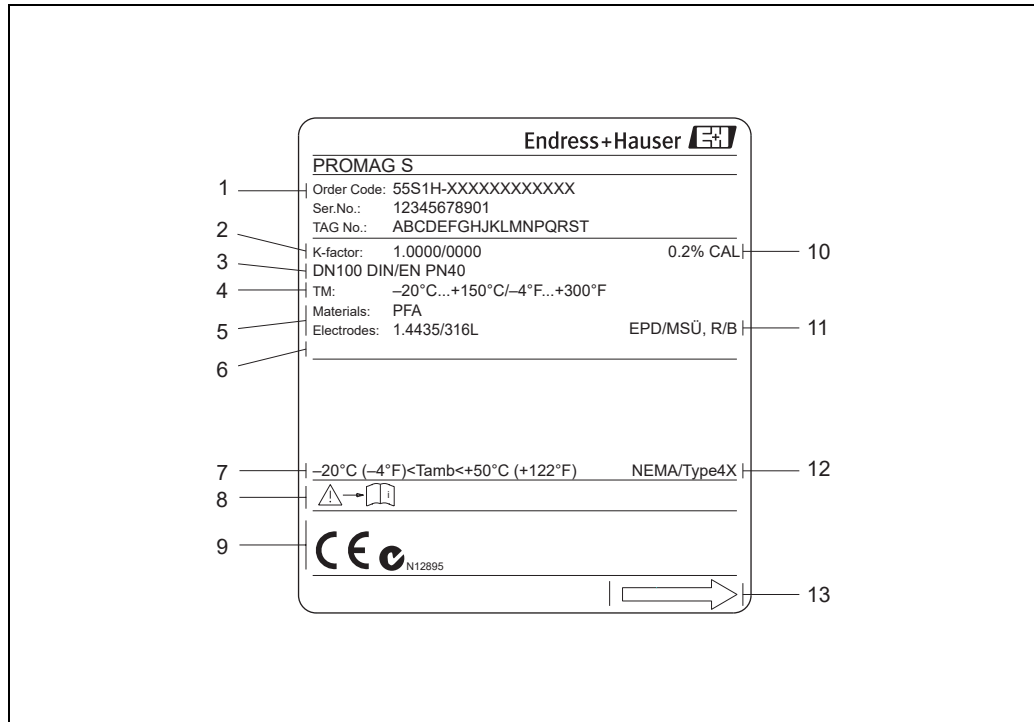 Endress+Hauser
PROMAG S
1
Order Code: 55S1H-XXXXXXXXXXXX
Ser.No.: 12345678901
TAG No.: ABCDEFGHJKLMNPQRST
2
K-factor: 1.0000/0000 0.2% CAL
10
3
DN100 DIN/EN PN40
4
TM: –20°C...+150°C/–4°F...+300°F
5
Materials: PFA
Electrodes: 1.4435/316L EPD/MSÜ, R/B
11
6
7
–20°C (–4°F)<Tamb<+50°C (+122°F) NEMA/Type4X
12
8
i
9
CE N12895
13